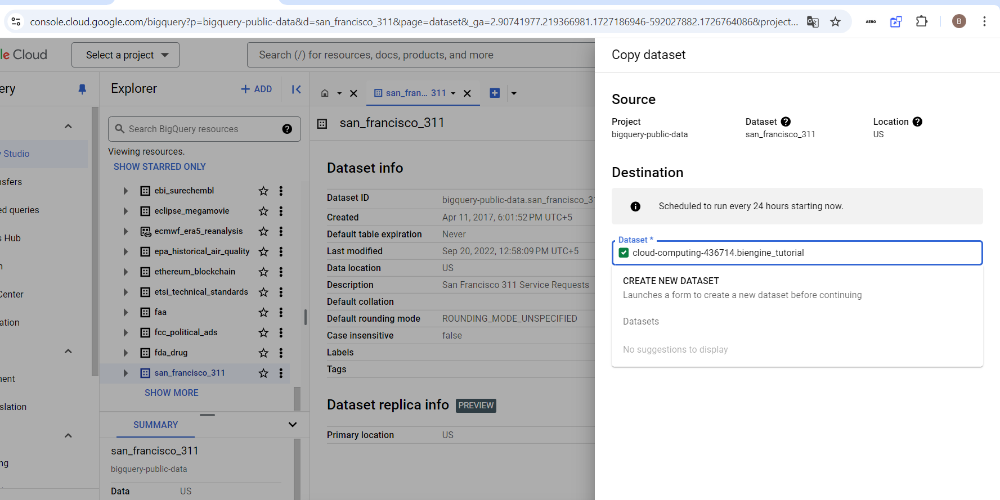 console.cloud.google.com/bigquery?p=bigquery-public-data&d=san_francisco_311&page=dataset&_ga=2.90741977.219366981.1727186946-592027882.1726764086&project...
AERO
B
le Cloud
Select a project
Search (/) for resources, docs, products, and more
ery
Studio
nsfers
ed queries
s Hub
n
Center
ation
nent
slation
ng
Explorer
+ ADD
Search BigQuery resources
Viewing resources.
SHOW STARRED ONLY
ebi_surechembl
eclipse_megamovie
ecmwf_era5_reanalysis
epa_historical_air_quality
ethereum_blockchain
etsi_technical_standards
faa
fcc_political_ads
fda_drug
san_francisco_311
SHOW MORE
SUMMARY
san_francisco_311
bigquery-public-data
Data US
san_fran... 311
san_francisco_311
Dataset info
Dataset ID bigquery-public-data.san_francisco_31
Created Apr 11, 2017, 6:01:52 PM UTC+5
Default table expiration Never
Last modified Sep 20, 2022, 12:58:09 PM UTC+5
Data location US
Description San Francisco 311 Service Requests
Default collation
Default rounding mode ROUNDING_MODE_UNSPECIFIED
Case insensitive false
Labels
Tags
Dataset replica info PREVIEW
Primary location US
Copy dataset
Source
Project Dataset Location
bigquery-public-data san_francisco_311 US
Destination
Scheduled to run every 24 hours starting now.
Dataset *
cloud-computing-436714.biengine_tutorial
CREATE NEW DATASET
Launches a form to create a new dataset before continuing
Datasets
No suggestions to display